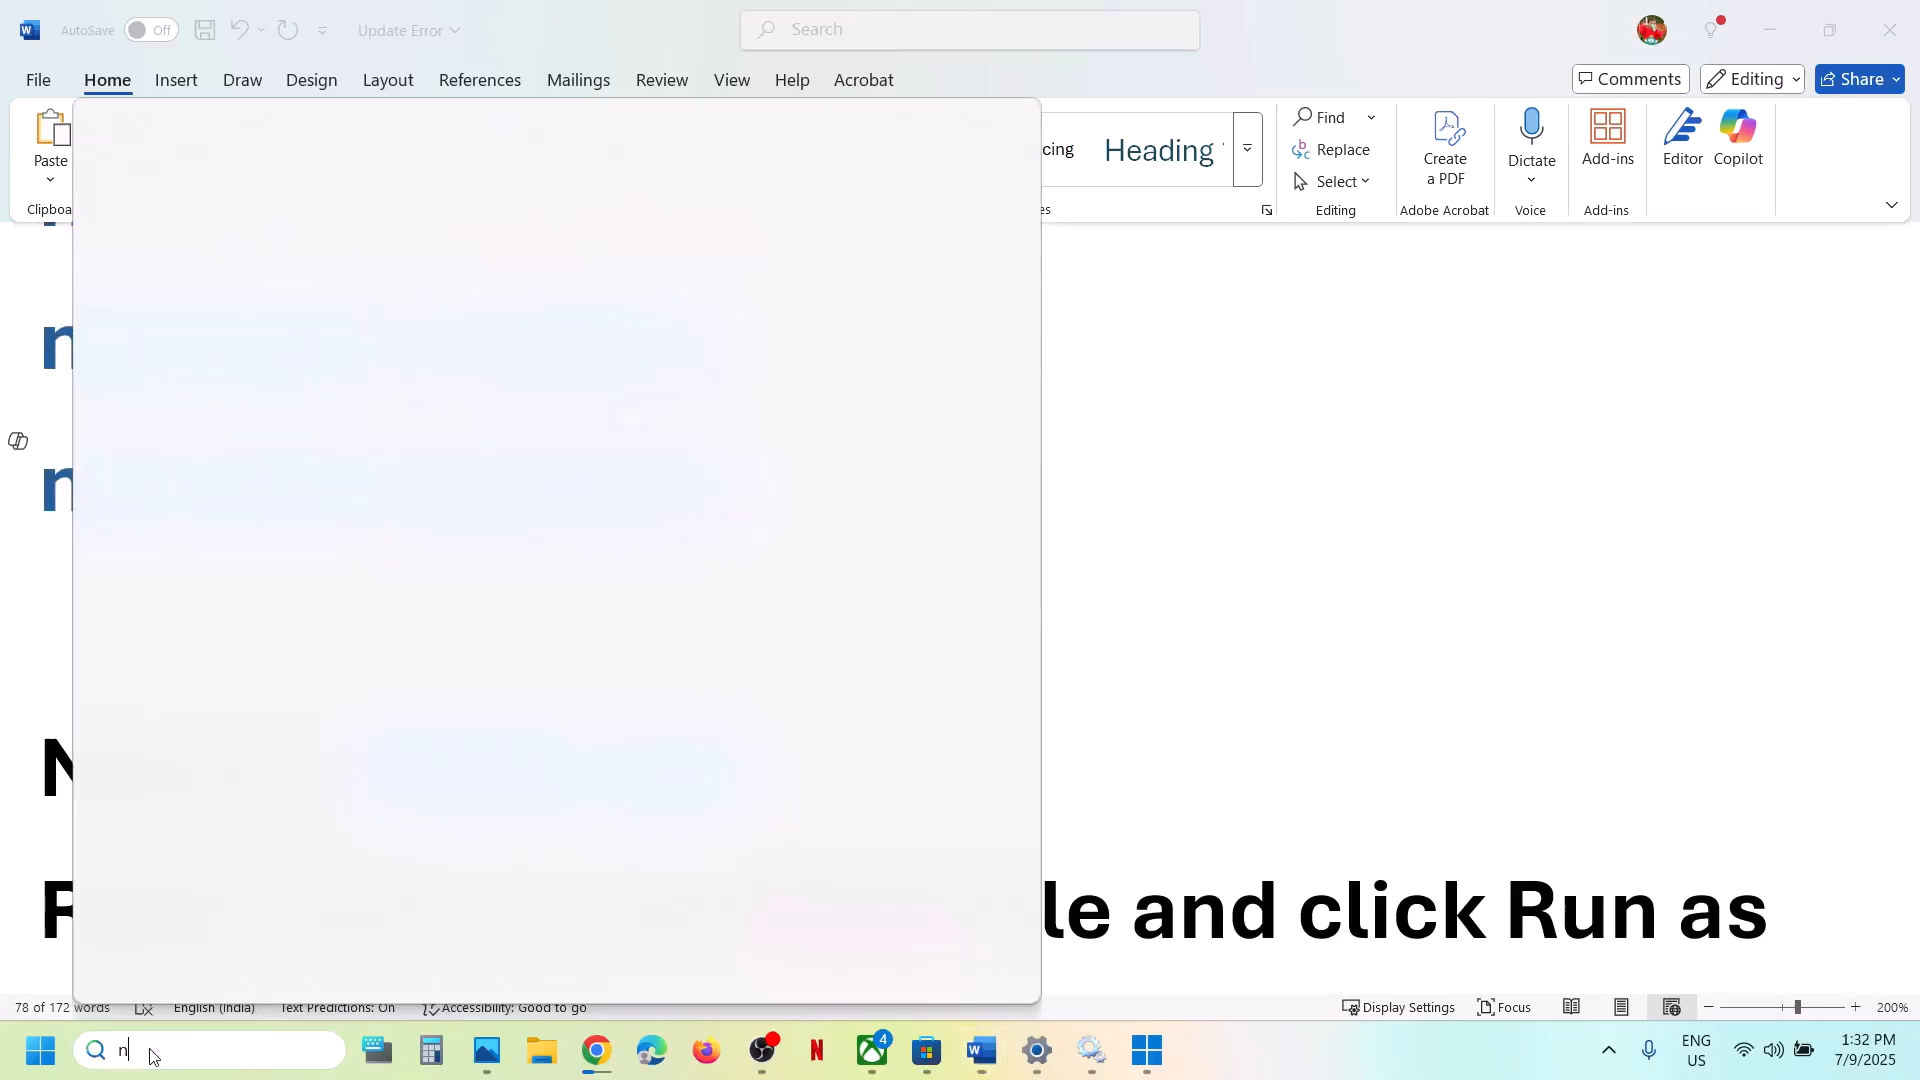 AutoSave Off Update Error Search
File Home Insert Draw Design Layout References Mailings Review View Help Acrobat Comments Editing Share
Paste
Clipboa
cing Heading
es
Find
Replace
Select
Editing
Create
a PDF
Adobe Acrobat
Dictate
Voice
Add-ins
Add-ins
Editor
Copilot
le and click Run as
78 of 172 words English (India) Text Predictions: On Accessibility: Good to go Display Settings Focus 200%
n
4
ENG
US
1:32 PM
7/9/2025